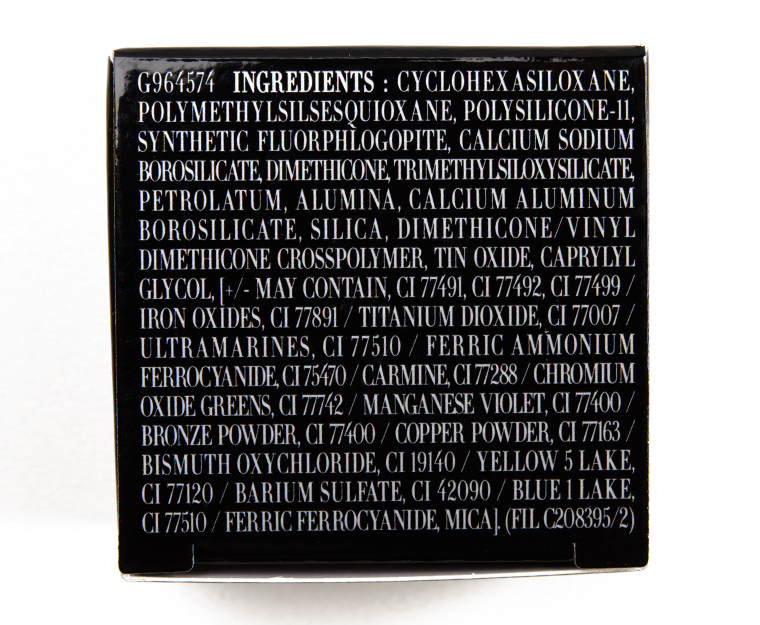 G964574 INGREDIENTS : CYCLOHEXASILOXANE,
POLYMETHYLSILSESQUIOXANE, POLYSILICONE-11,
SYNTHETIC FLUORPHLOGOPITE, CALCIUM SODIUM
BOROSILICATE, DIMETHICONE, TRIMETHYLSILOXYSILICATE,
PETROLATUM, ALUMINA, CALCIUM ALUMINUM
BOROSILICATE, SILICA, DIMETHICONE/VINYL
DIMETHICONE CROSSPOLYMER, TIN OXIDE, CAPRYLYL
GLYCOL, [+/- MAY CONTAIN, CI 77491, CI 77492, CI 77499 /
IRON OXIDES, CI 77891 / TITANIUM DIOXIDE, CI 77007 /
ULTRAMARINES, CI 77510 / FERRIC AMMONIUM
FERROCYANIDE, CI 75470 / CARMINE, CI 77288 / CHROMIUM
OXIDE GREENS, CI 77742 / MANGANESE VIOLET, CI 77400 /
BRONZE POWDER, CI 77400 / COPPER POWDER, CI 77163 /
BISMUTH OXYCHLORIDE, CI 19140 / YELLOW 5 LAKE,
CI 77120 / BARIUM SULFATE, CI 42090 / BLUE 1 LAKE,
CI 77510 / FERRIC FERROCYANIDE, MICA]. (FIL C208395/2)